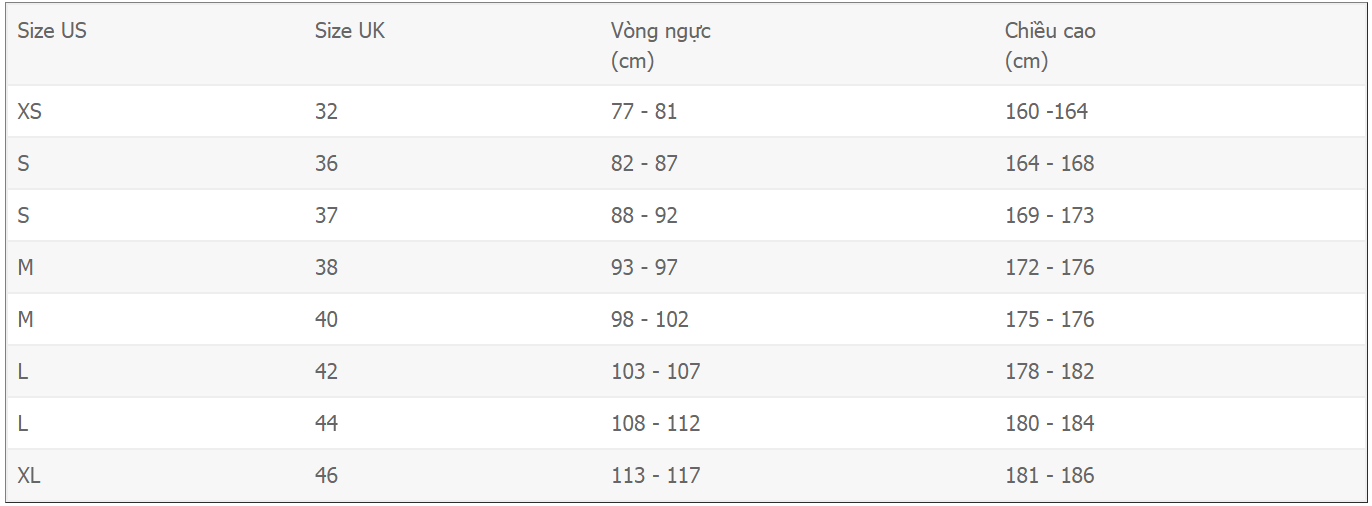 Size US Size UK Vòng ngực (cm) Chiều cao (cm)
XS 32 77 - 81 160 -164
S 36 82 - 87 164 - 168
S 37 88 - 92 169 - 173
M 38 93 - 97 172 - 176
M 40 98 - 102 175 - 176
L 42 103 - 107 178 - 182
L 44 108 - 112 180 - 184
XL 46 113 - 117 181 - 186